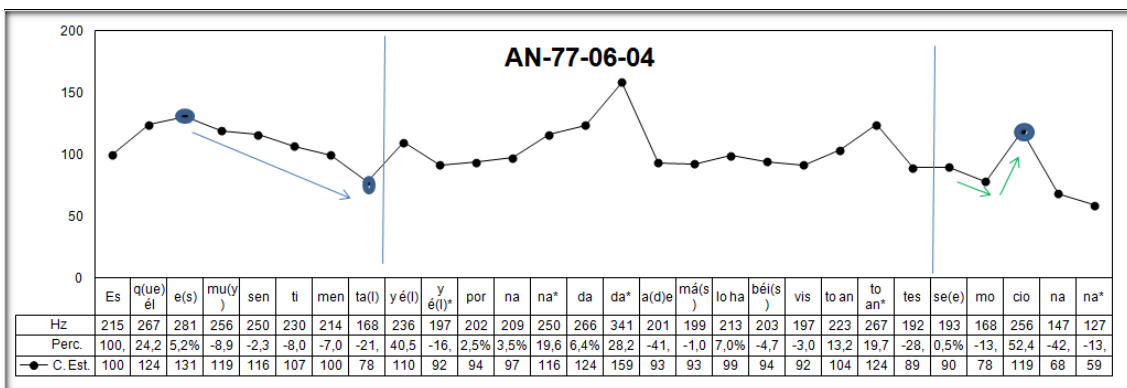 AN-77-06-04
200
150
100
50
0
Es q(ue) él e(s) mu(y) sen ti men ta(l) y é(l) y é(l)* por na na* da da* a(d)e má(s) lo ha béi(s) vis to an to an* tes se(e) mo cio na na*
Hz 215 267 281 256 250 230 214 168 236 197 202 209 250 266 341 201 199 213 203 197 223 267 192 193 168 256 147 127
Perc. 100, 24,2 5,2% -8,9 -2,3 -8,0 -7,0 -21, 40,5 -16, 2,5% 3,5% 19,6 6,4% 28,2 -41, -1,0 7,0% -4,7 -3,0 13,2 19,7 -28, 0,5% -13, 52,4 -42, -13,
C. Est. 100 124 131 119 116 107 100 78 110 92 94 97 116 124 159 93 93 99 94 92 104 124 89 90 78 119 68 59